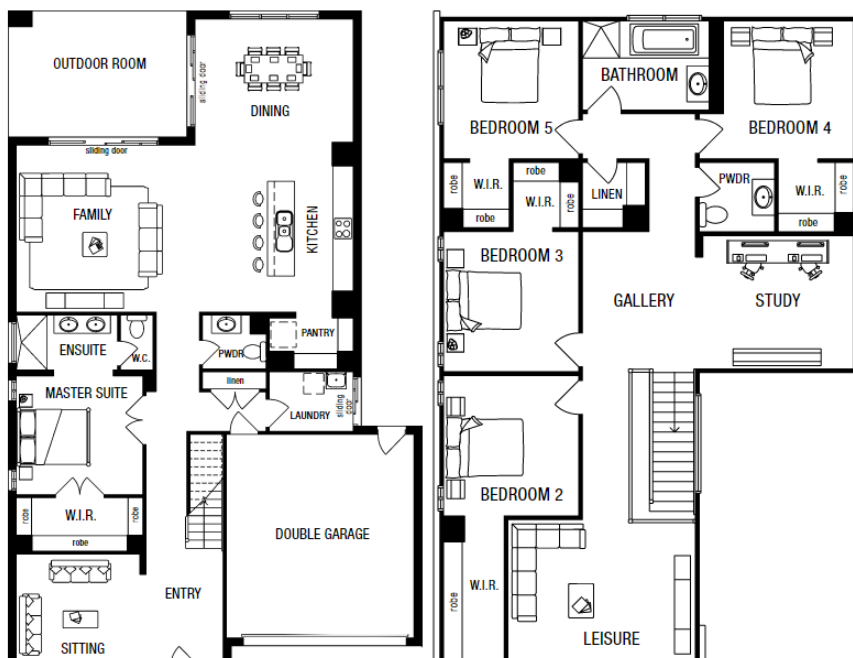 OUTDOOR ROOM
sliding door
DINING
sliding door
FAMILY
KITCHEN
PANTRY
ENSUITE
W.C.
PWDR
linen
MASTER SUITE
LAUNDRY
sliding door
robe
W.I.R.
robe
robe
DOUBLE GARAGE
ENTRY
SITTING
BATHROOM
BEDROOM 5
BEDROOM 4
robe
W.I.R.
robe
robe
W.I.R.
robe
LINEN
PWDR
W.I.R.
robe
robe
BEDROOM 3
GALLERY
STUDY
BEDROOM 2
robe
W.I.R.
LEISURE